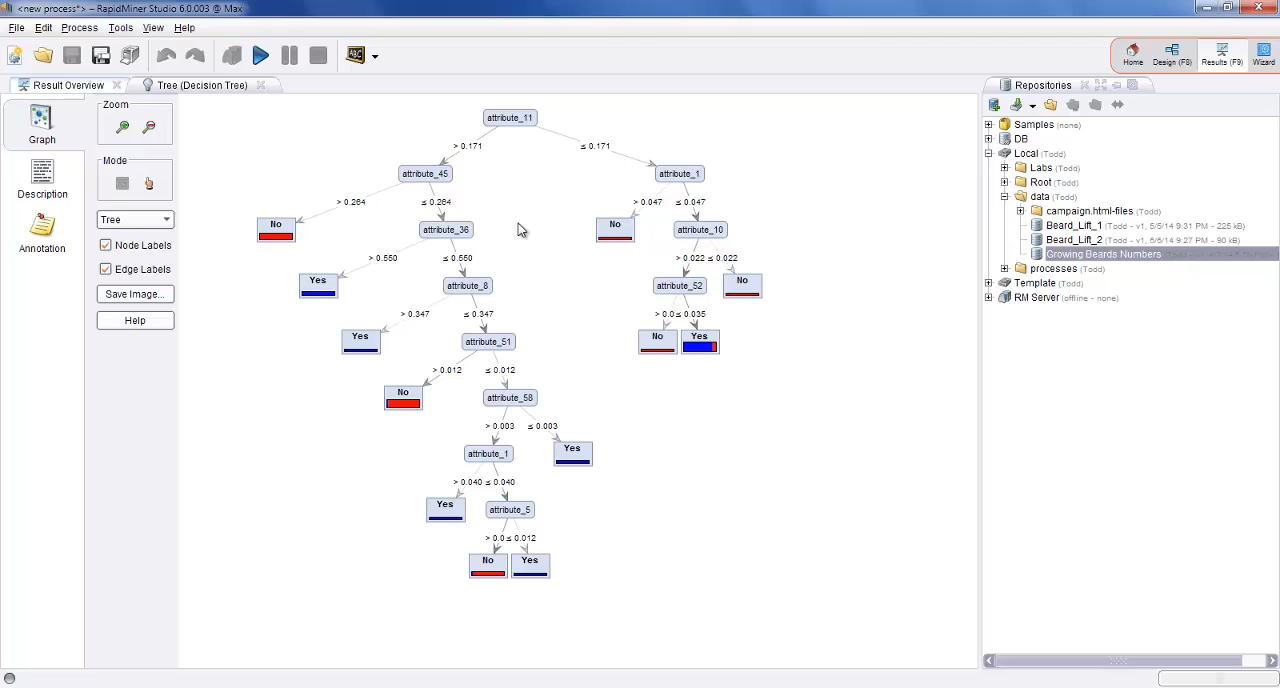 <new process*> – RapidMiner Studio 6.0.003 @ Max
File Edit Process Tools View Help
ABC
Home Design (F8) Results (F9) Wizard
Result Overview Tree (Decision Tree)
Graph
Description
Annotation
Zoom
Mode
Tree
Node Labels
Edge Labels
Save Image...
Help
attribute_11
> 0.171 ≤ 0.171
attribute_45 attribute_1
> 0.284 ≤ 0.284 > 0.047 ≤ 0.047
No attribute_36 No attribute_10
> 0.550 ≤ 0.550 > 0.022 ≤ 0.022
Yes attribute_8 attribute_52 No
> 0.347 ≤ 0.347 > 0.0 ≤ 0.035
Yes attribute_51 No Yes
> 0.012 ≤ 0.012
No attribute_58
> 0.003 ≤ 0.003
attribute_1 Yes
> 0.040 ≤ 0.040
Yes attribute_5
> 0.0 ≤ 0.012
No Yes
Repositories
Samples (none)
DB
Local (Todd)
Labs (Todd)
Root (Todd)
data (Todd)
campaign.html-files (Todd)
Beard_Lift_1 (Todd – v1, 5/5/14 9:31 PM – 225 kB)
Beard_Lift_2 (Todd – v1, 5/5/14 9:27 PM – 90 kB)
Growing Beards Numbers
processes (Todd)
Template (Todd)
RM Server (offline – none)